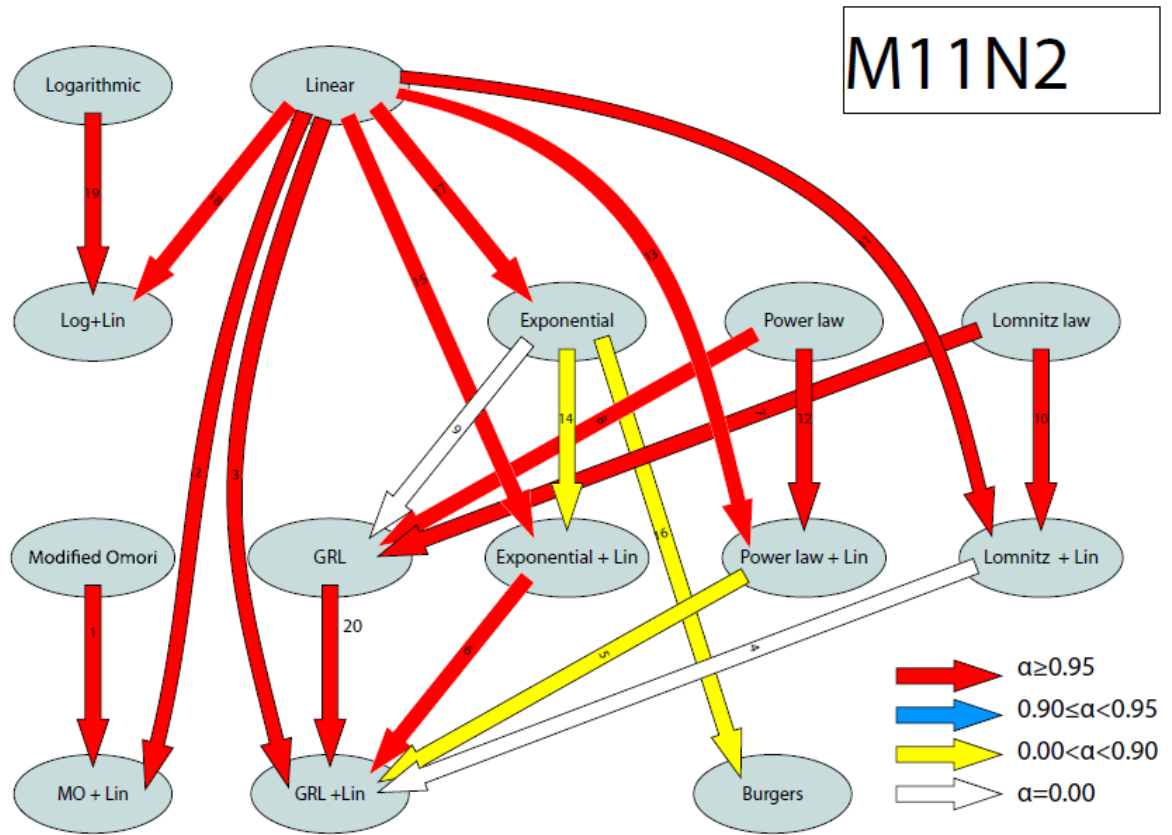 M11N2
Logarithmic
Linear
19
18
17
11
15
13
Log+Lin
Exponential
Power law
Lomnitz law
9
14
8
12
7
10
2
3
16
Modified Omori
GRL
Exponential + Lin
Power law + Lin
Lomnitz + Lin
1
20
6
5
4
α≥0.95
0.90≤α<0.95
0.00<α<0.90
α=0.00
MO + Lin
GRL +Lin
Burgers